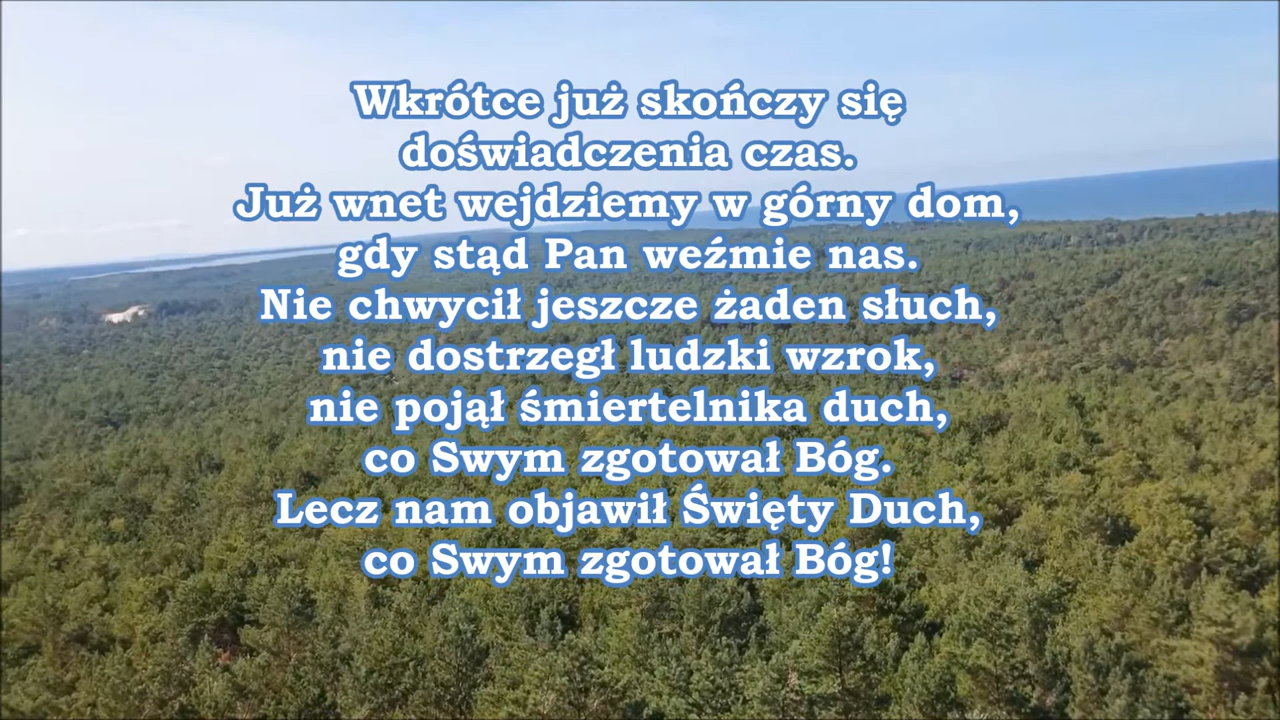 Wkrótce już skończy się
doświadczenia czas.
Już wnet wejdziemy w górny dom,
gdy stąd Pan weźmie nas.
Nie chwycił jeszcze żaden słuch,
nie dostrzegł ludzki wzrok,
nie pojął śmiertelnika duch,
co Swym zgotował Bóg.
Lecz nam objawił Święty Duch,
co Swym zgotował Bóg!